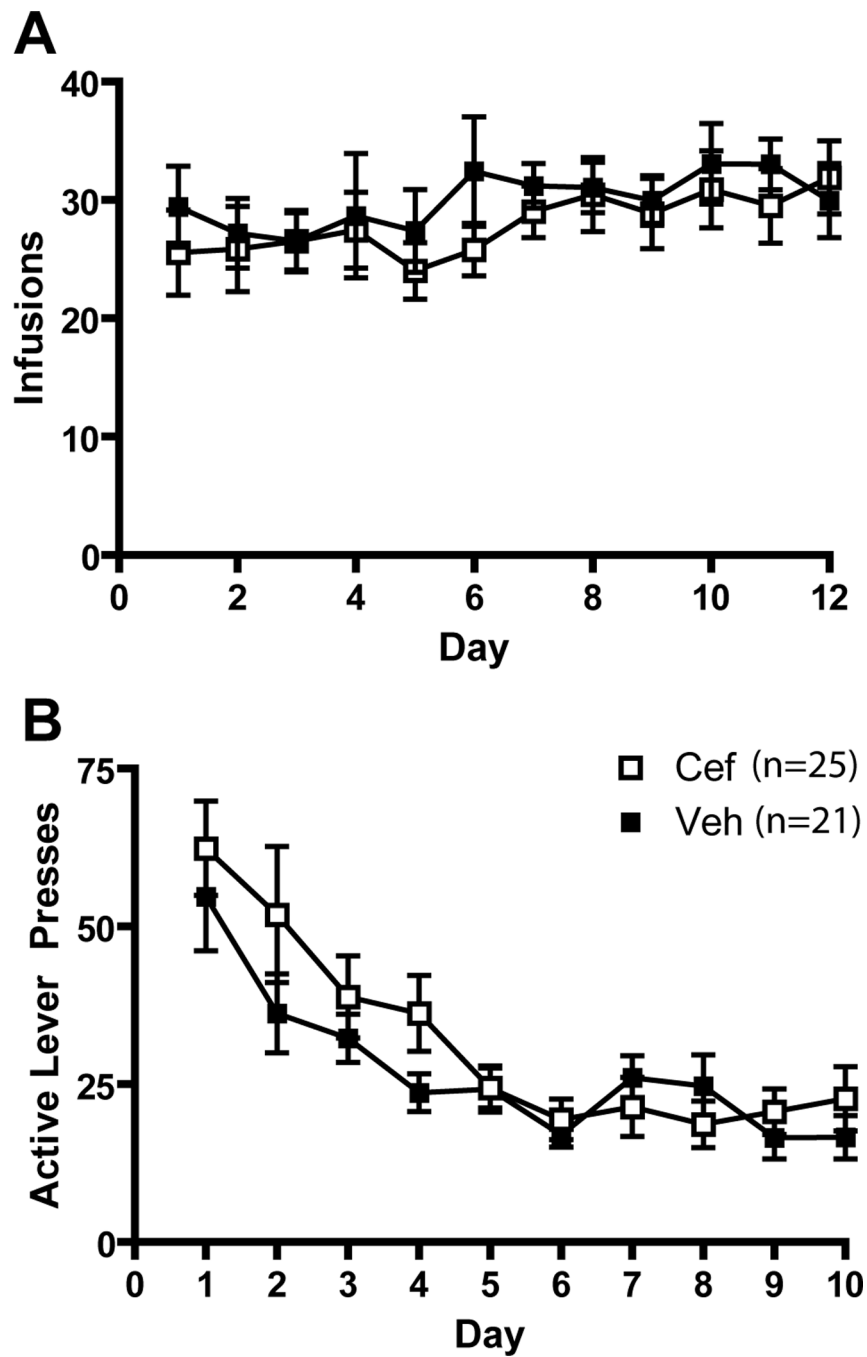 A
40
30
20
10
0
Infusions
0 2 4 6 8 10 12
Day
B
Cef (n=25)
Veh (n=21)
75
50
25
0
Active Lever Presses
0 1 2 3 4 5 6 7 8 9 10
Day